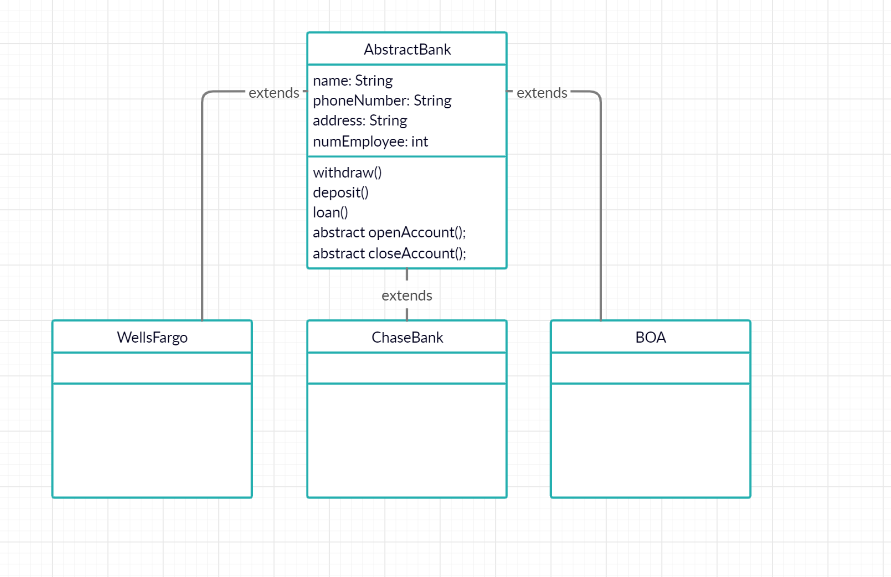 AbstractBank
name: String
phoneNumber: String
address: String
numEmployee: int
withdraw()
deposit()
loan()
abstract openAccount();
abstract closeAccount();
extends
extends
extends
WellsFargo
ChaseBank
BOA